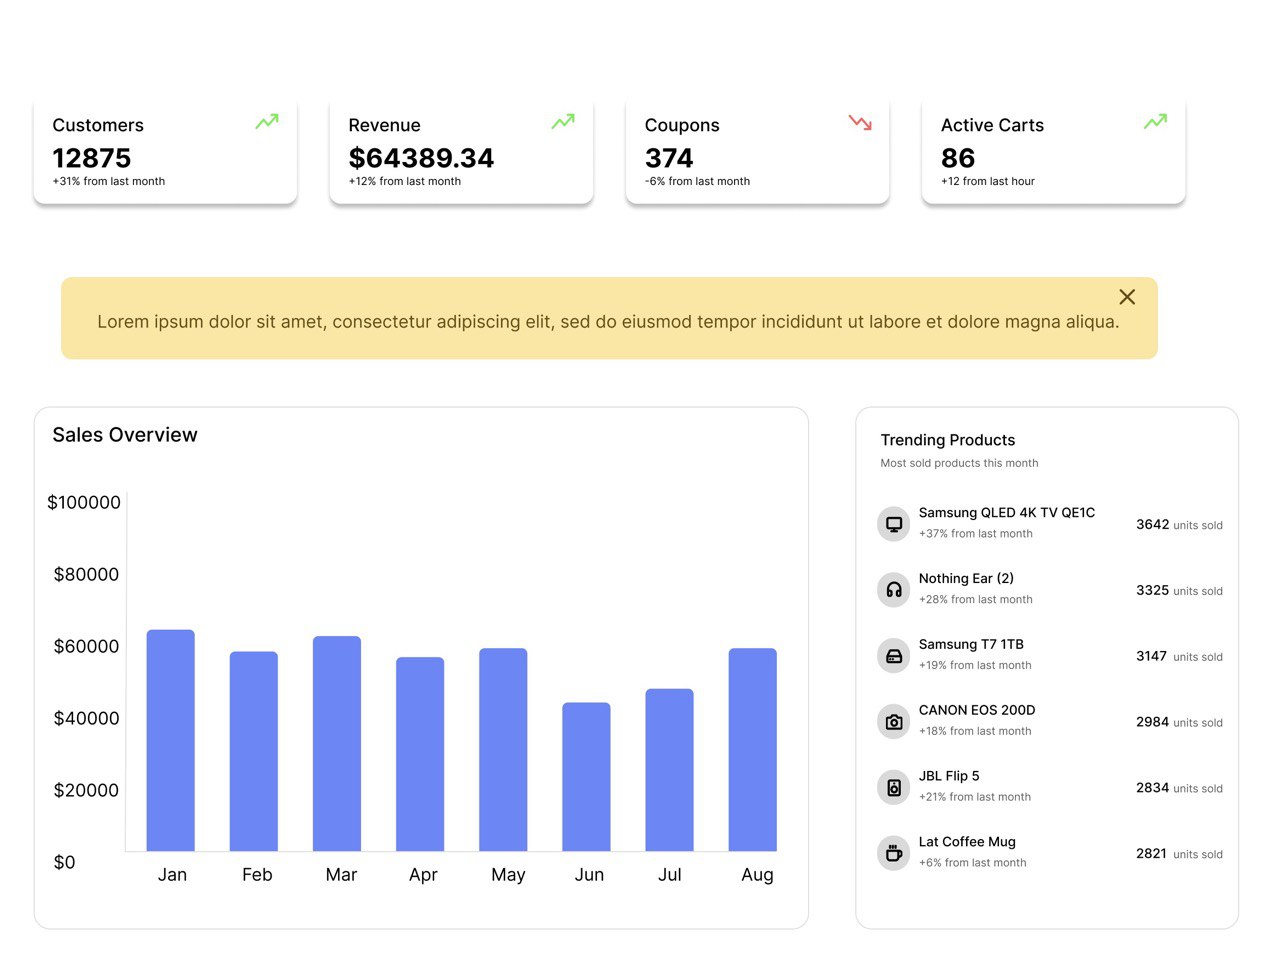 Customers
12875
+31% from last month
Revenue
$64389.34
+12% from last month
Coupons
374
-6% from last month
Active Carts
86
+12 from last hour
Lorem ipsum dolor sit amet, consectetur adipiscing elit, sed do eiusmod tempor incididunt ut labore et dolore magna aliqua.
Sales Overview
$100000
$80000
$60000
$40000
$20000
$0
Jan Feb Mar Apr May Jun Jul Aug
Trending Products
Most sold products this month
Samsung QLED 4K TV QE1C
+37% from last month
3642 units sold
Nothing Ear (2)
+28% from last month
3325 units sold
Samsung T7 1TB
+19% from last month
3147 units sold
CANON EOS 200D
+18% from last month
2984 units sold
JBL Flip 5
+21% from last month
2834 units sold
Lat Coffee Mug
+6% from last month
2821 units sold